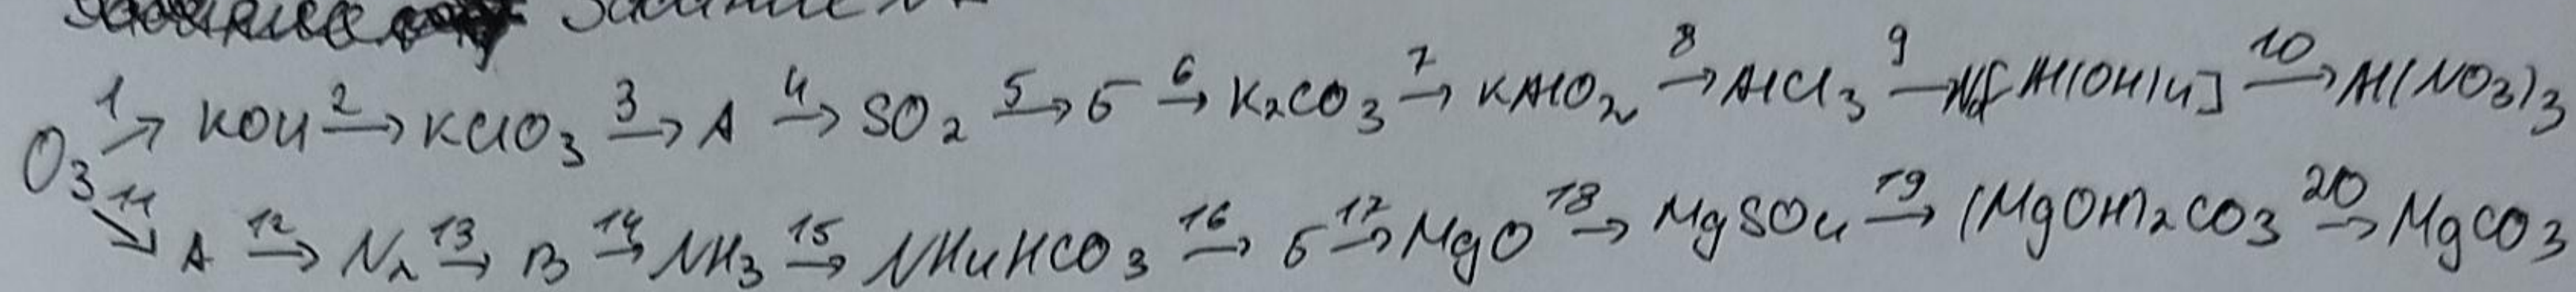 Задание
O3 1→ KOH 2→ KClO3 3→ A 4→ SO2 5→ Б 6→ K2CO3 7→ KAlO2 8→ AlCl3 9→ [Al(OH)4] 10→ Al(NO3)3
11→ A 12→ N2 13→ B 14→ NH3 15→ NH4HCO3 16→ Б 17→ MgO 18→ MgSO4 19→ (MgOH)2CO3 20→ MgCO3